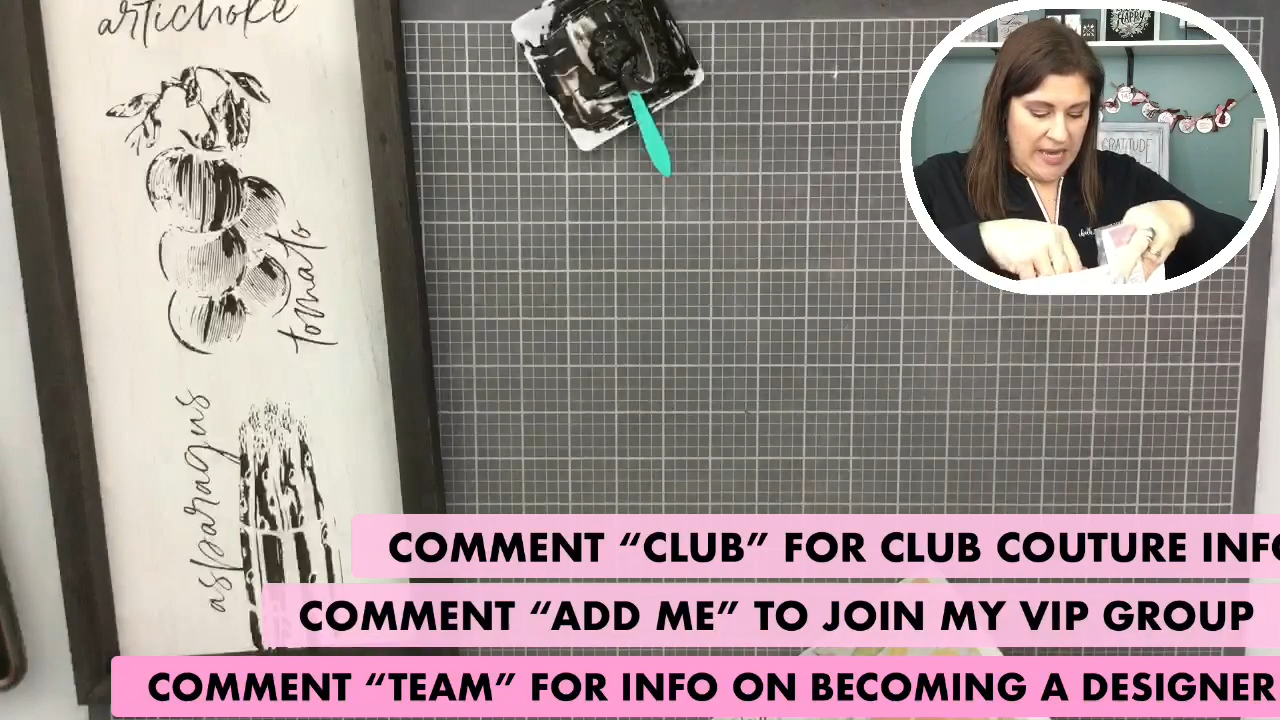 artichoke
tomato
asparagus
HAPPY
GRATITUDE
COMMENT “CLUB” FOR CLUB COUTURE INFO
COMMENT “ADD ME” TO JOIN MY VIP GROUP
COMMENT “TEAM” FOR INFO ON BECOMING A DESIGNER